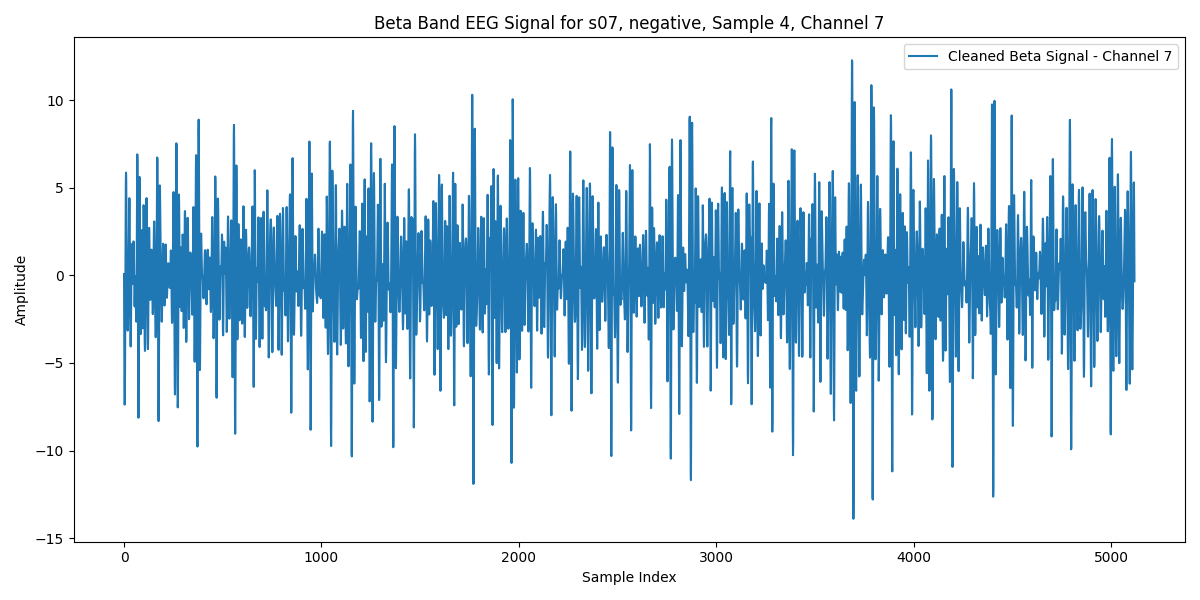 Beta Band EEG Signal for s07, negative, Sample 4, Channel 7
Cleaned Beta Signal - Channel 7
Amplitude
10
5
0
−5
−10
−15
0 1000 2000 3000 4000 5000
Sample Index